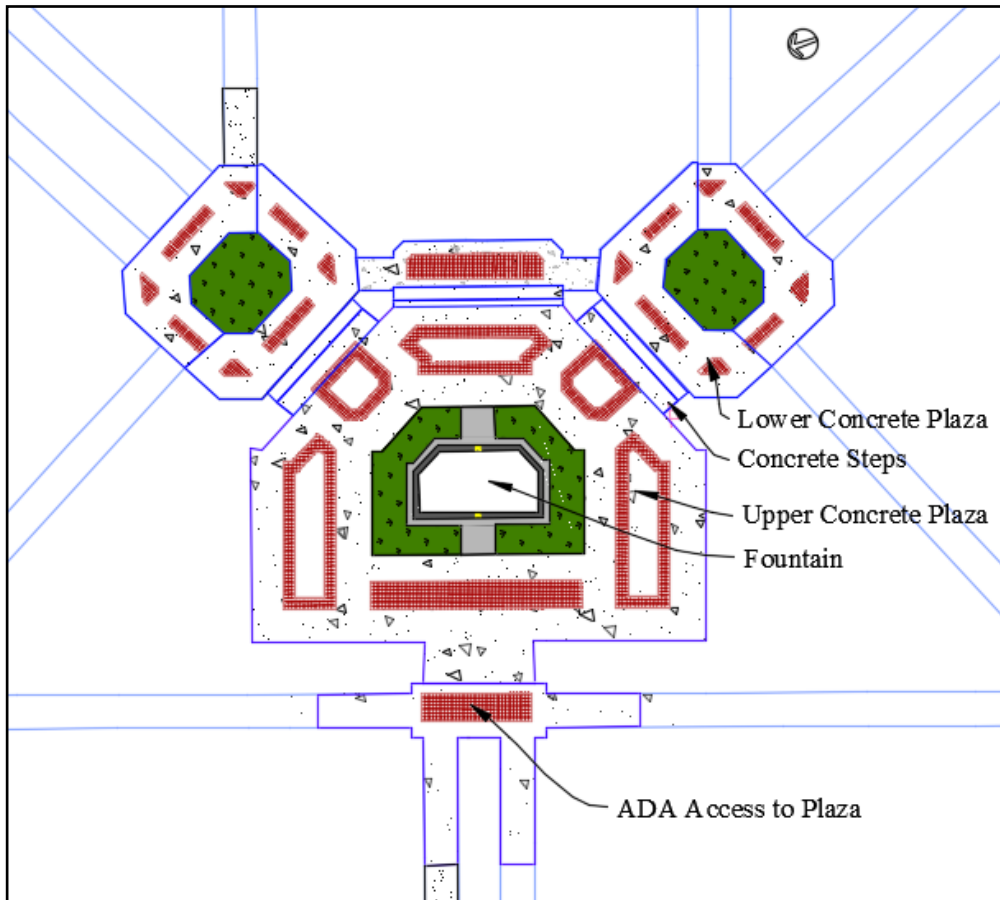 Lower Concrete Plaza
Concrete Steps
Upper Concrete Plaza
Fountain
ADA Access to Plaza